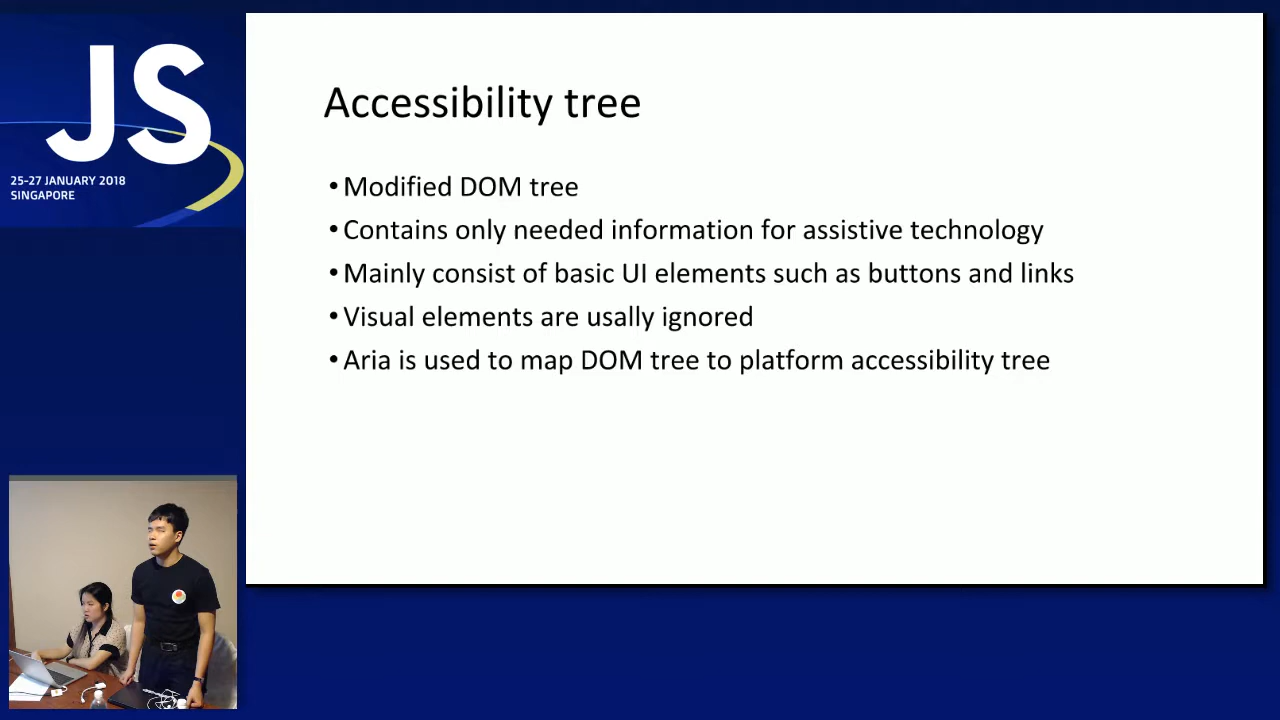 JS
25-27 JANUARY 2018
SINGAPORE
Accessibility tree
• Modified DOM tree
• Contains only needed information for assistive technology
• Mainly consist of basic UI elements such as buttons and links
• Visual elements are usally ignored
• Aria is used to map DOM tree to platform accessibility tree